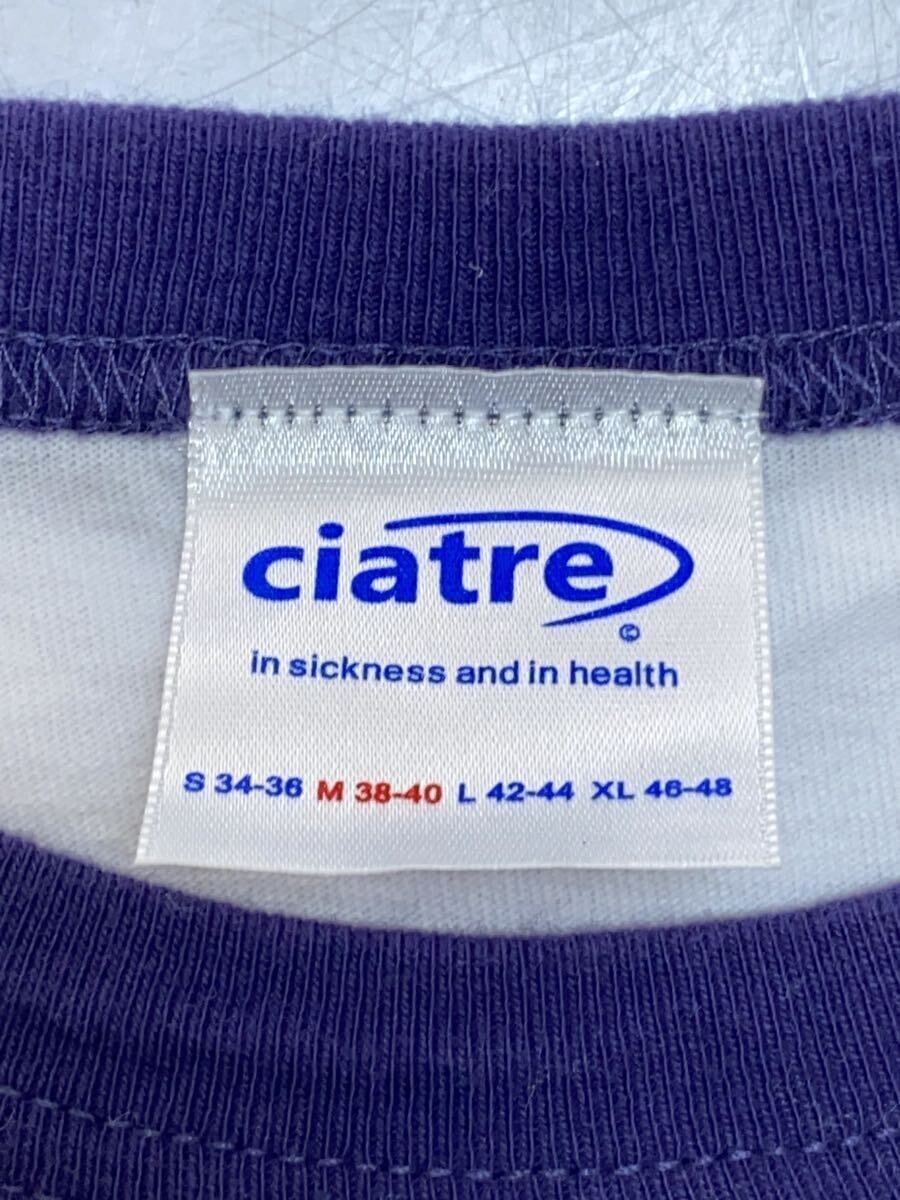 ciatre
©
in sickness and in health
S 34-36 M 38-40 L 42-44 XL 46-48